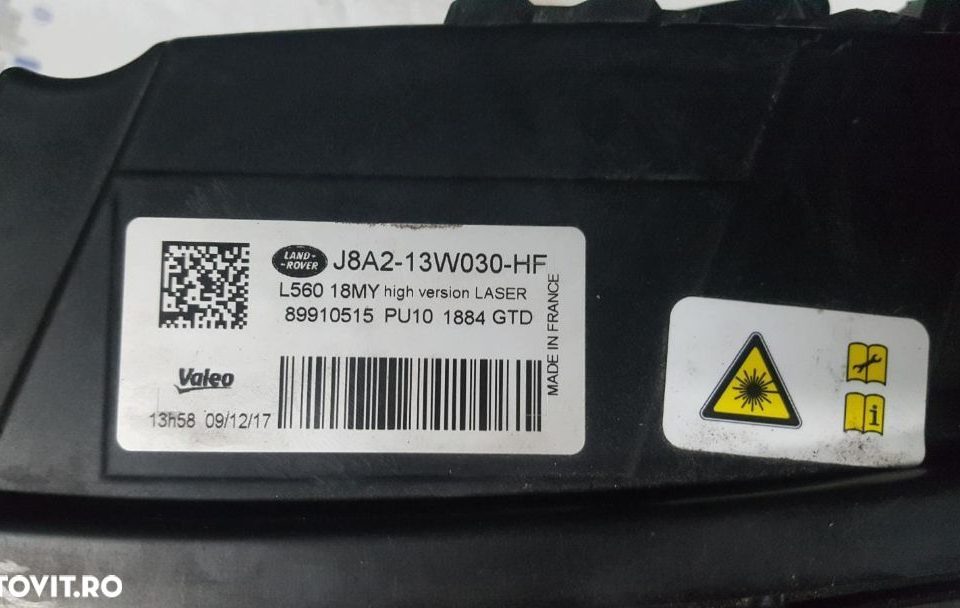 LAND-
-ROVER
J8A2-13W030-HF
L560 18MY high version LASER
89910515 PU10 1884 GTD
MADE IN FRANCE
Valeo
13h58 09/12/17
i
TOVIT.RO